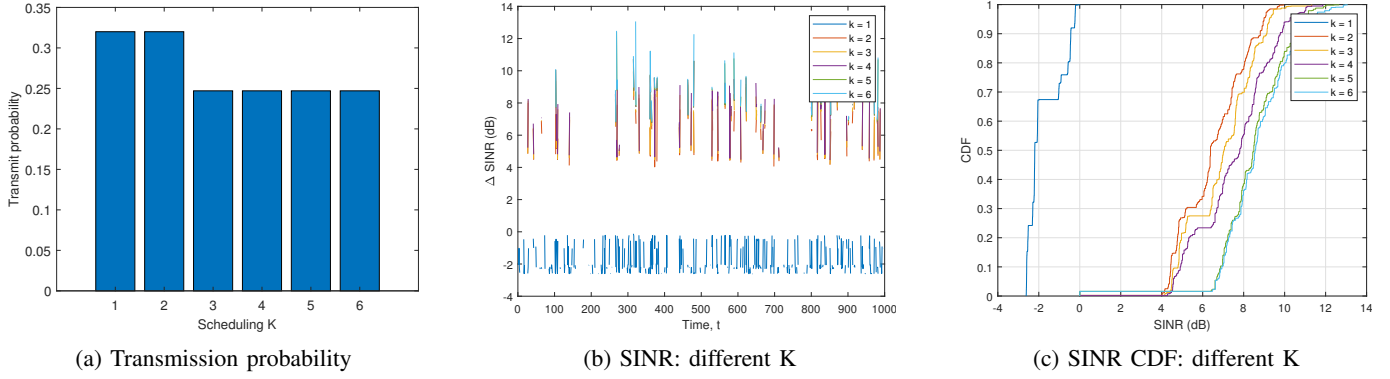 0.35
0.3
0.25
0.2
0.15
0.1
0.05
0
Transmit probability
1 2 3 4 5 6
Scheduling K
(a) Transmission probability
14
12
10
8
6
4
2
0
-2
-4
Δ SINR (dB)
0 100 200 300 400 500 600 700 800 900 1000
Time, t
k = 1
k = 2
k = 3
k = 4
k = 5
k = 6
(b) SINR: different K
1
0.9
0.8
0.7
0.6
0.5
0.4
0.3
0.2
0.1
0
CDF
-4 -2 0 2 4 6 8 10 12 14
SINR (dB)
k = 1
k = 2
k = 3
k = 4
k = 5
k = 6
(c) SINR CDF: different K